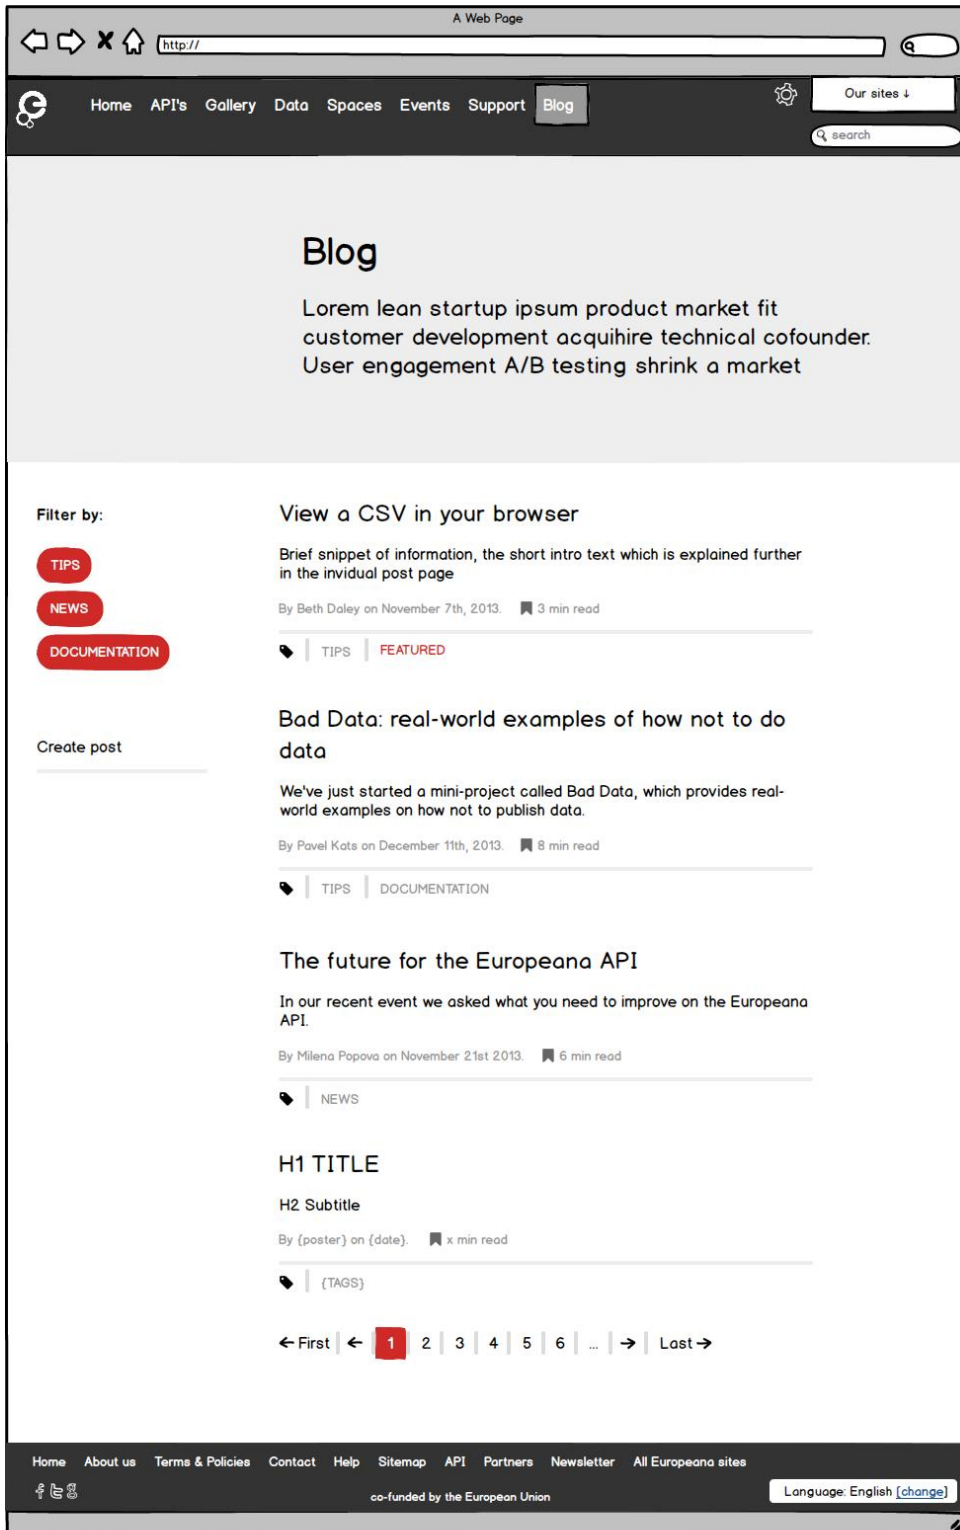 A Web Page
http://
Home API's Gallery Data Spaces Events Support Blog
Our sites ↓
search
Blog
Lorem lean startup ipsum product market fit
customer development acquihire technical cofounder.
User engagement A/B testing shrink a market
Filter by:
TIPS
NEWS
DOCUMENTATION
Create post
View a CSV in your browser
Brief snippet of information, the short intro text which is explained further
in the invidual post page
By Beth Daley on November 7th, 2013. 3 min read
TIPS FEATURED
Bad Data: real-world examples of how not to do
data
We've just started a mini-project called Bad Data, which provides real-
world examples on how not to publish data.
By Pavel Kats on December 11th, 2013. 8 min read
TIPS DOCUMENTATION
The future for the Europeana API
In our recent event we asked what you need to improve on the Europeana
API.
By Milena Popova on November 21st 2013. 6 min read
NEWS
H1 TITLE
H2 Subtitle
By {poster} on {date}. x min read
{TAGS}
← First ← 1 2 3 4 5 6 ... → Last →
Home About us Terms & Policies Contact Help Sitemap API Partners Newsletter All Europeana sites
co-funded by the European Union
Language: English [change]